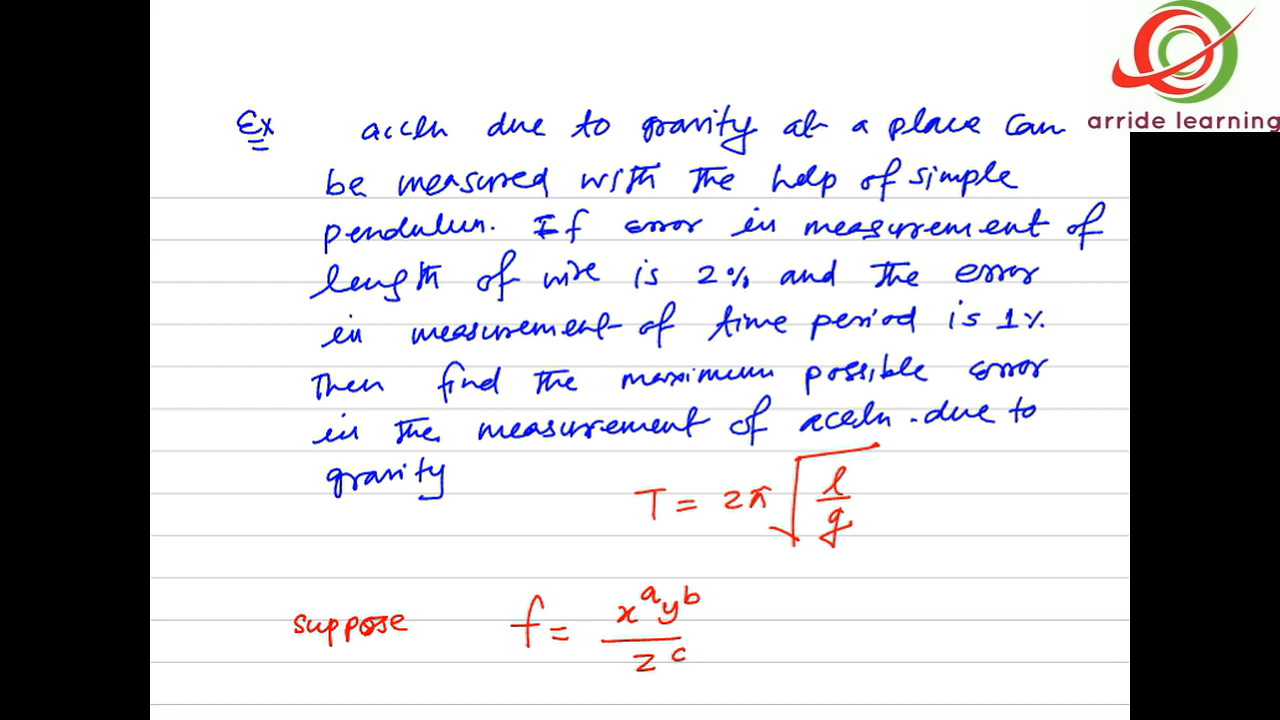 arride learning
Ex acceln due to gravity at a place can
be measured with the help of simple
pendulum. If error in measurement of
length of wire is 2% and the error
in measurement of time period is 1%.
Then find the maximum possible error
in the measurement of acceln. due to
gravity
T = 2π √(l/g)
suppose f = x^a y^b / z^c